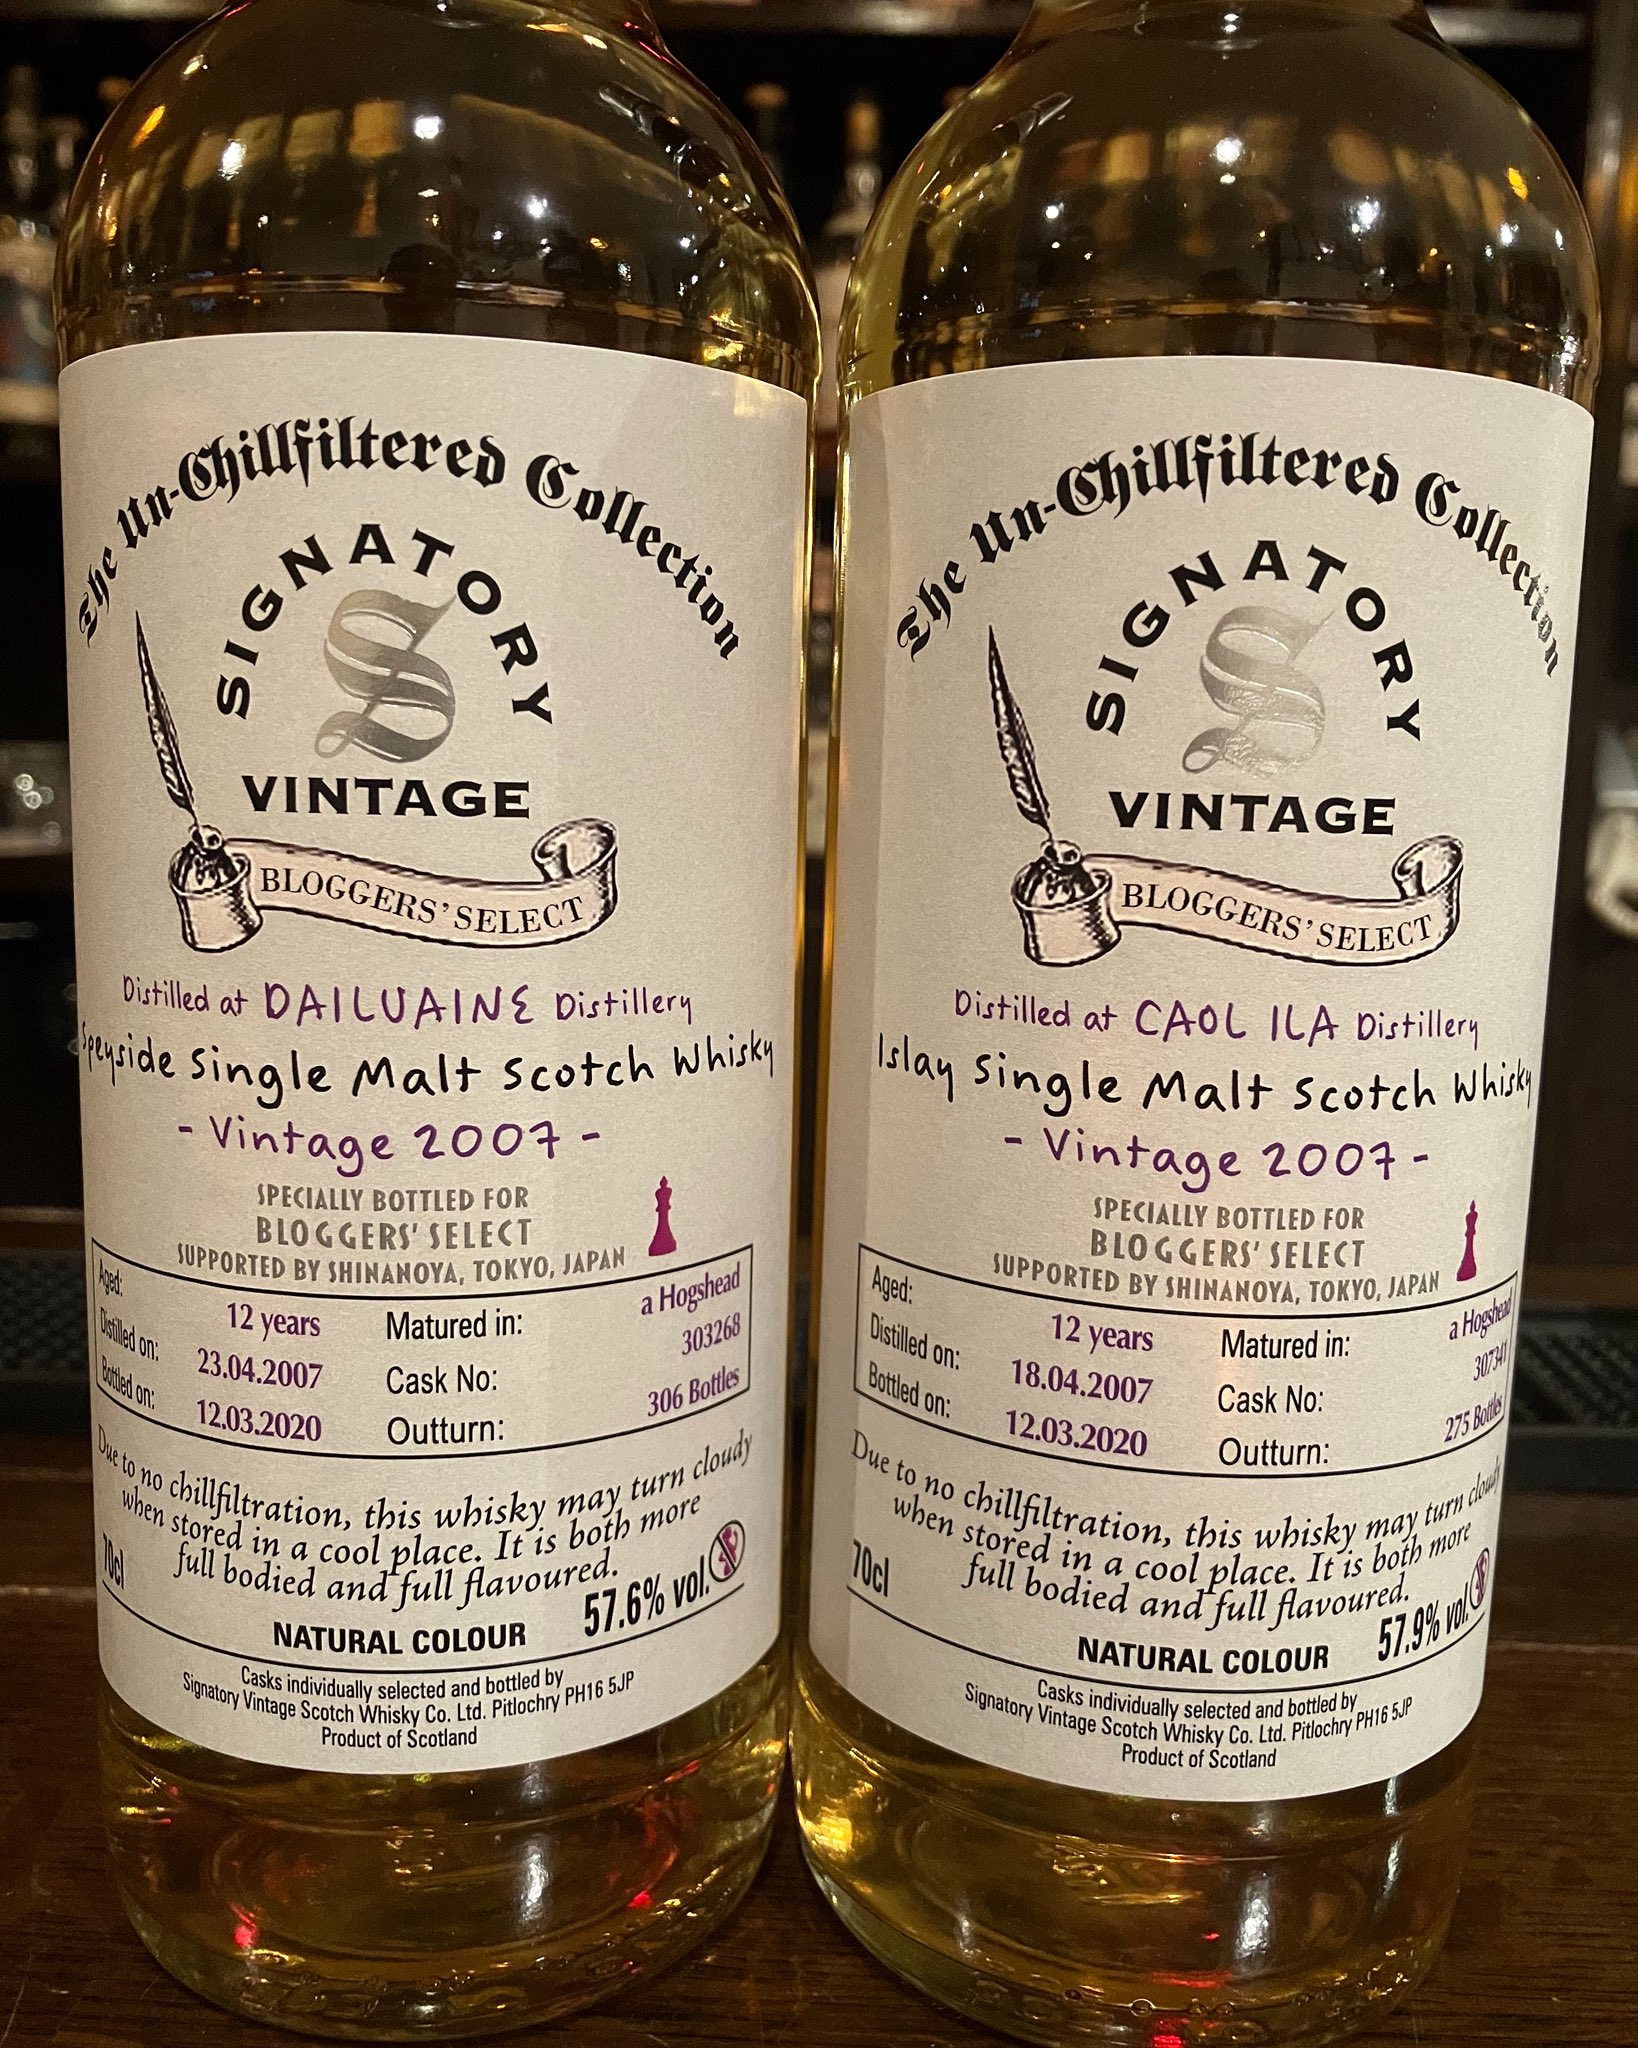 The Un-Chillfiltered Collection
SIGNATORY
S
VINTAGE
BLOGGERS' SELECT
Distilled at DAILUAINE Distillery
Speyside Single Malt Scotch Whisky
- Vintage 2007 -
SPECIALLY BOTTLED FOR
BLOGGERS' SELECT
SUPPORTED BY SHINANOYA, TOKYO, JAPAN
Aged: 12 years Matured in: a Hogshead
Distilled on: 23.04.2007 Cask No: 303268
Bottled on: 12.03.2020 Outturn: 306 Bottles
Due to no chillfiltration, this whisky may turn cloudy
when stored in a cool place. It is both more
full bodied and full flavoured.
70cl NATURAL COLOUR 57.6% vol.
Casks individually selected and bottled by
Signatory Vintage Scotch Whisky Co. Ltd. Pitlochry PH16 5JP
Product of Scotland
The Un-Chillfiltered Collection
SIGNATORY
S
VINTAGE
BLOGGERS' SELECT
Distilled at CAOL ILA Distillery
Islay Single Malt Scotch Whisky
- Vintage 2007 -
SPECIALLY BOTTLED FOR
BLOGGERS' SELECT
SUPPORTED BY SHINANOYA, TOKYO, JAPAN
Aged: 12 years Matured in: a Hogshead
Distilled on: 18.04.2007 Cask No: 307341
Bottled on: 12.03.2020 Outturn: 275 Bottles
Due to no chillfiltration, this whisky may turn cloudy
when stored in a cool place. It is both more
full bodied and full flavoured.
70cl NATURAL COLOUR 57.9% vol.
Casks individually selected and bottled by
Signatory Vintage Scotch Whisky Co. Ltd. Pitlochry PH16 5JP
Product of Scotland